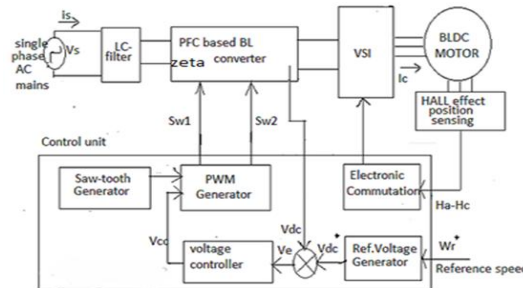 is
single
phase
AC
mains
Vs
LC-
filter
PFC based BL
zeta converter
VSI
Ic
BLDC
MOTOR
HALL effect
position
sensing
Control unit
Sw1
Sw2
Saw-tooth
Generator
PWM
Generator
Electronic
Commutation
Ha-Hc
Vcc
voltage
controller
Ve
Vdc
Vdc*
Ref.Voltage
Generator
Wr*
Reference speed